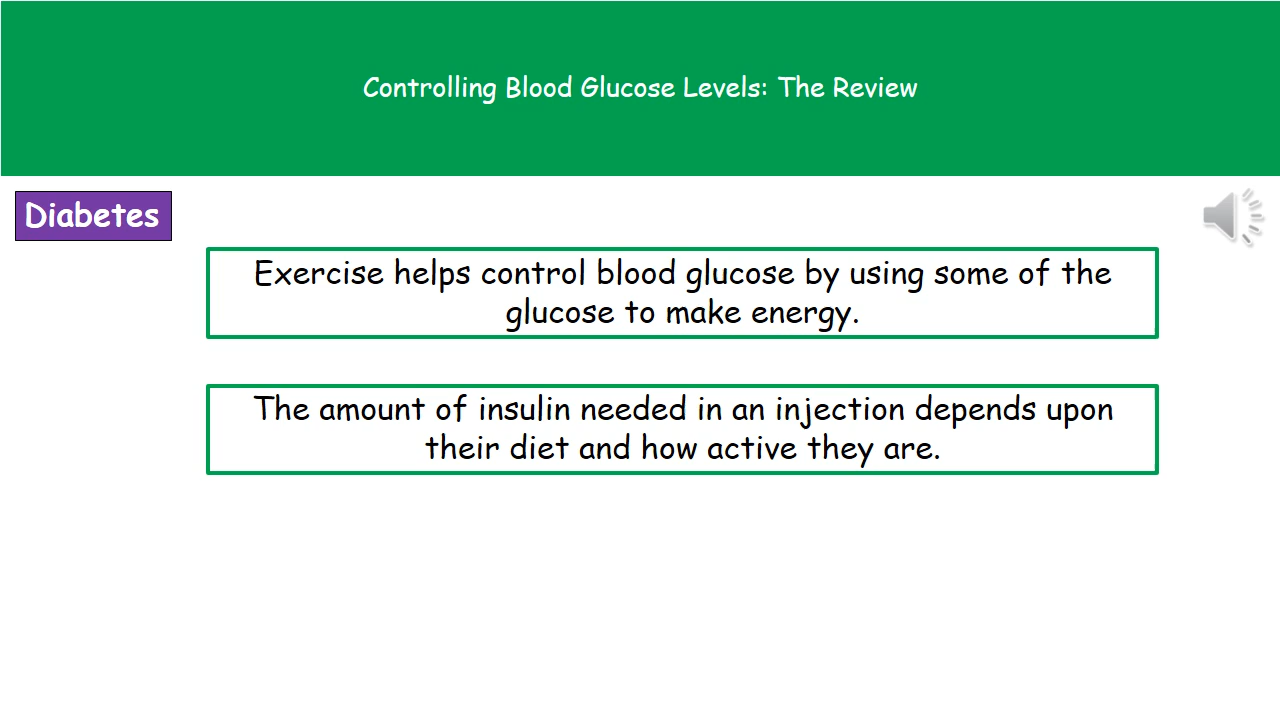 Controlling Blood Glucose Levels: The Review
Diabetes
Exercise helps control blood glucose by using some of the
glucose to make energy.
The amount of insulin needed in an injection depends upon
their diet and how active they are.